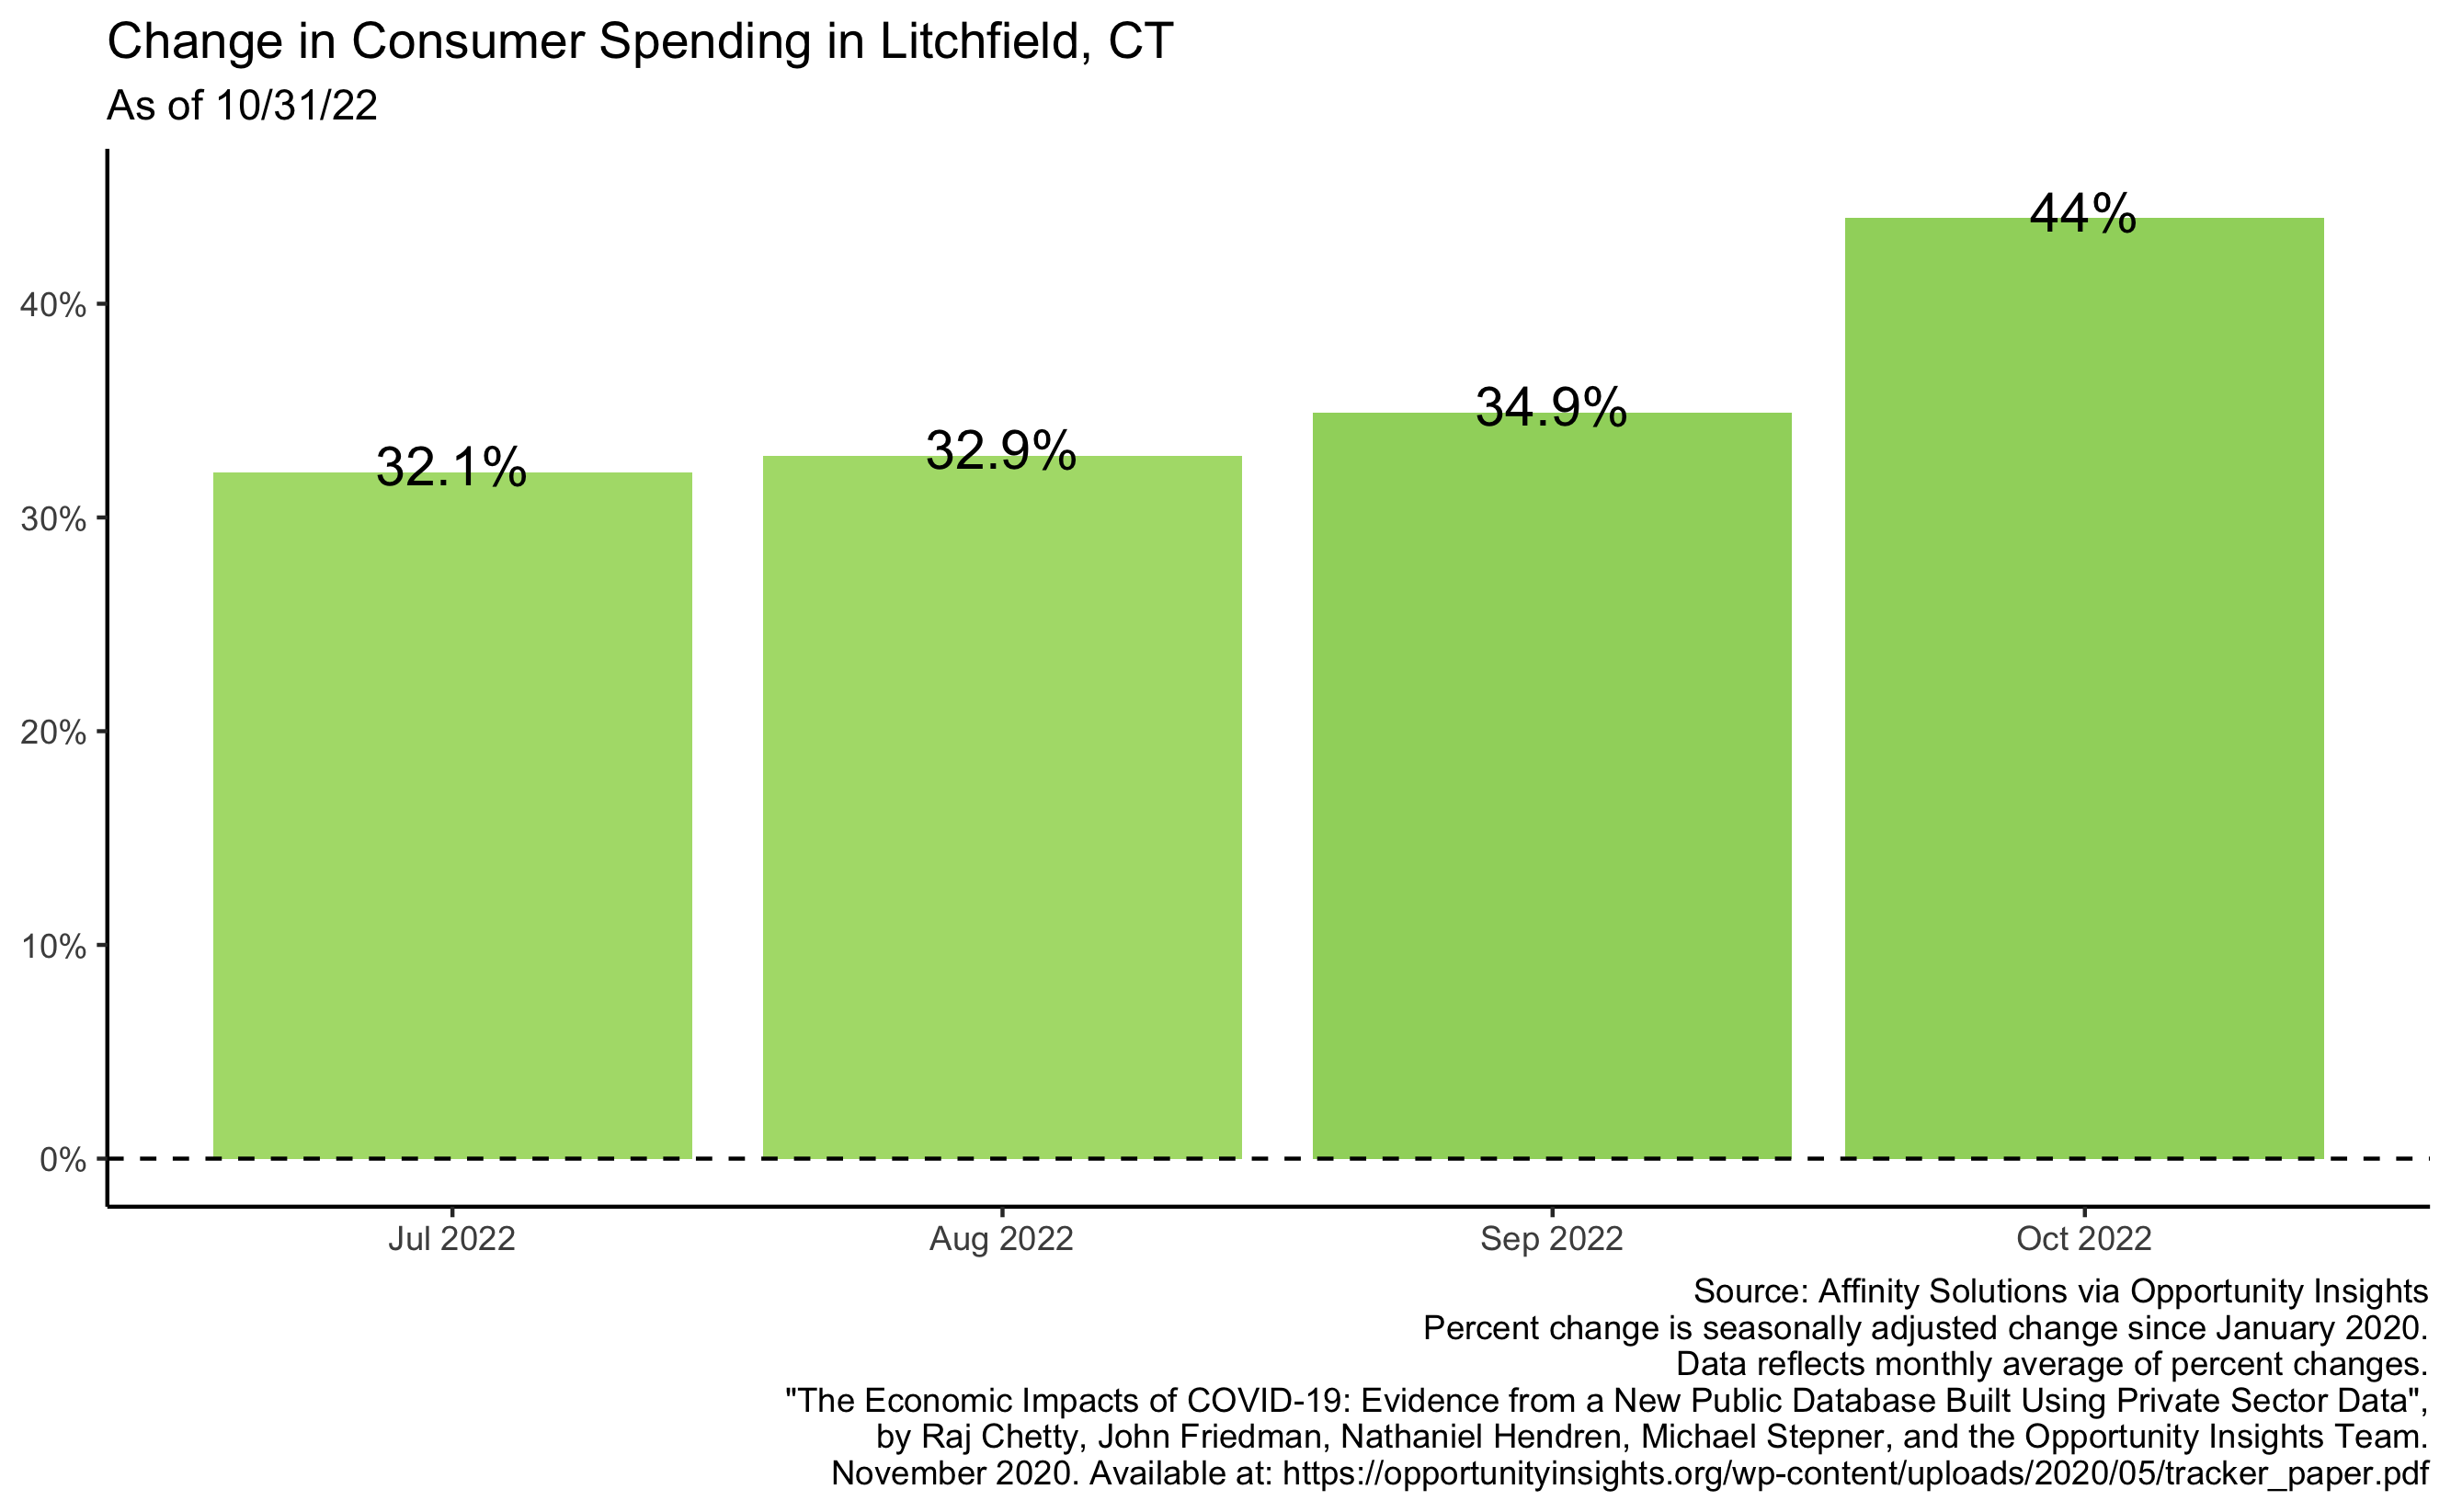 Change in Consumer Spending in Litchfield, CT
As of 10/31/22
44%
40%
34.9%
32.9%
32.1%
30%
20%
10%
0%
Jul 2022 Aug 2022 Sep 2022 Oct 2022
Source: Affinity Solutions via Opportunity Insights
Percent change is seasonally adjusted change since January 2020.
Data reflects monthly average of percent changes.
"The Economic Impacts of COVID-19: Evidence from a New Public Database Built Using Private Sector Data",
by Raj Chetty, John Friedman, Nathaniel Hendren, Michael Stepner, and the Opportunity Insights Team.
November 2020. Available at: https://opportunityinsights.org/wp-content/uploads/2020/05/tracker_paper.pdf